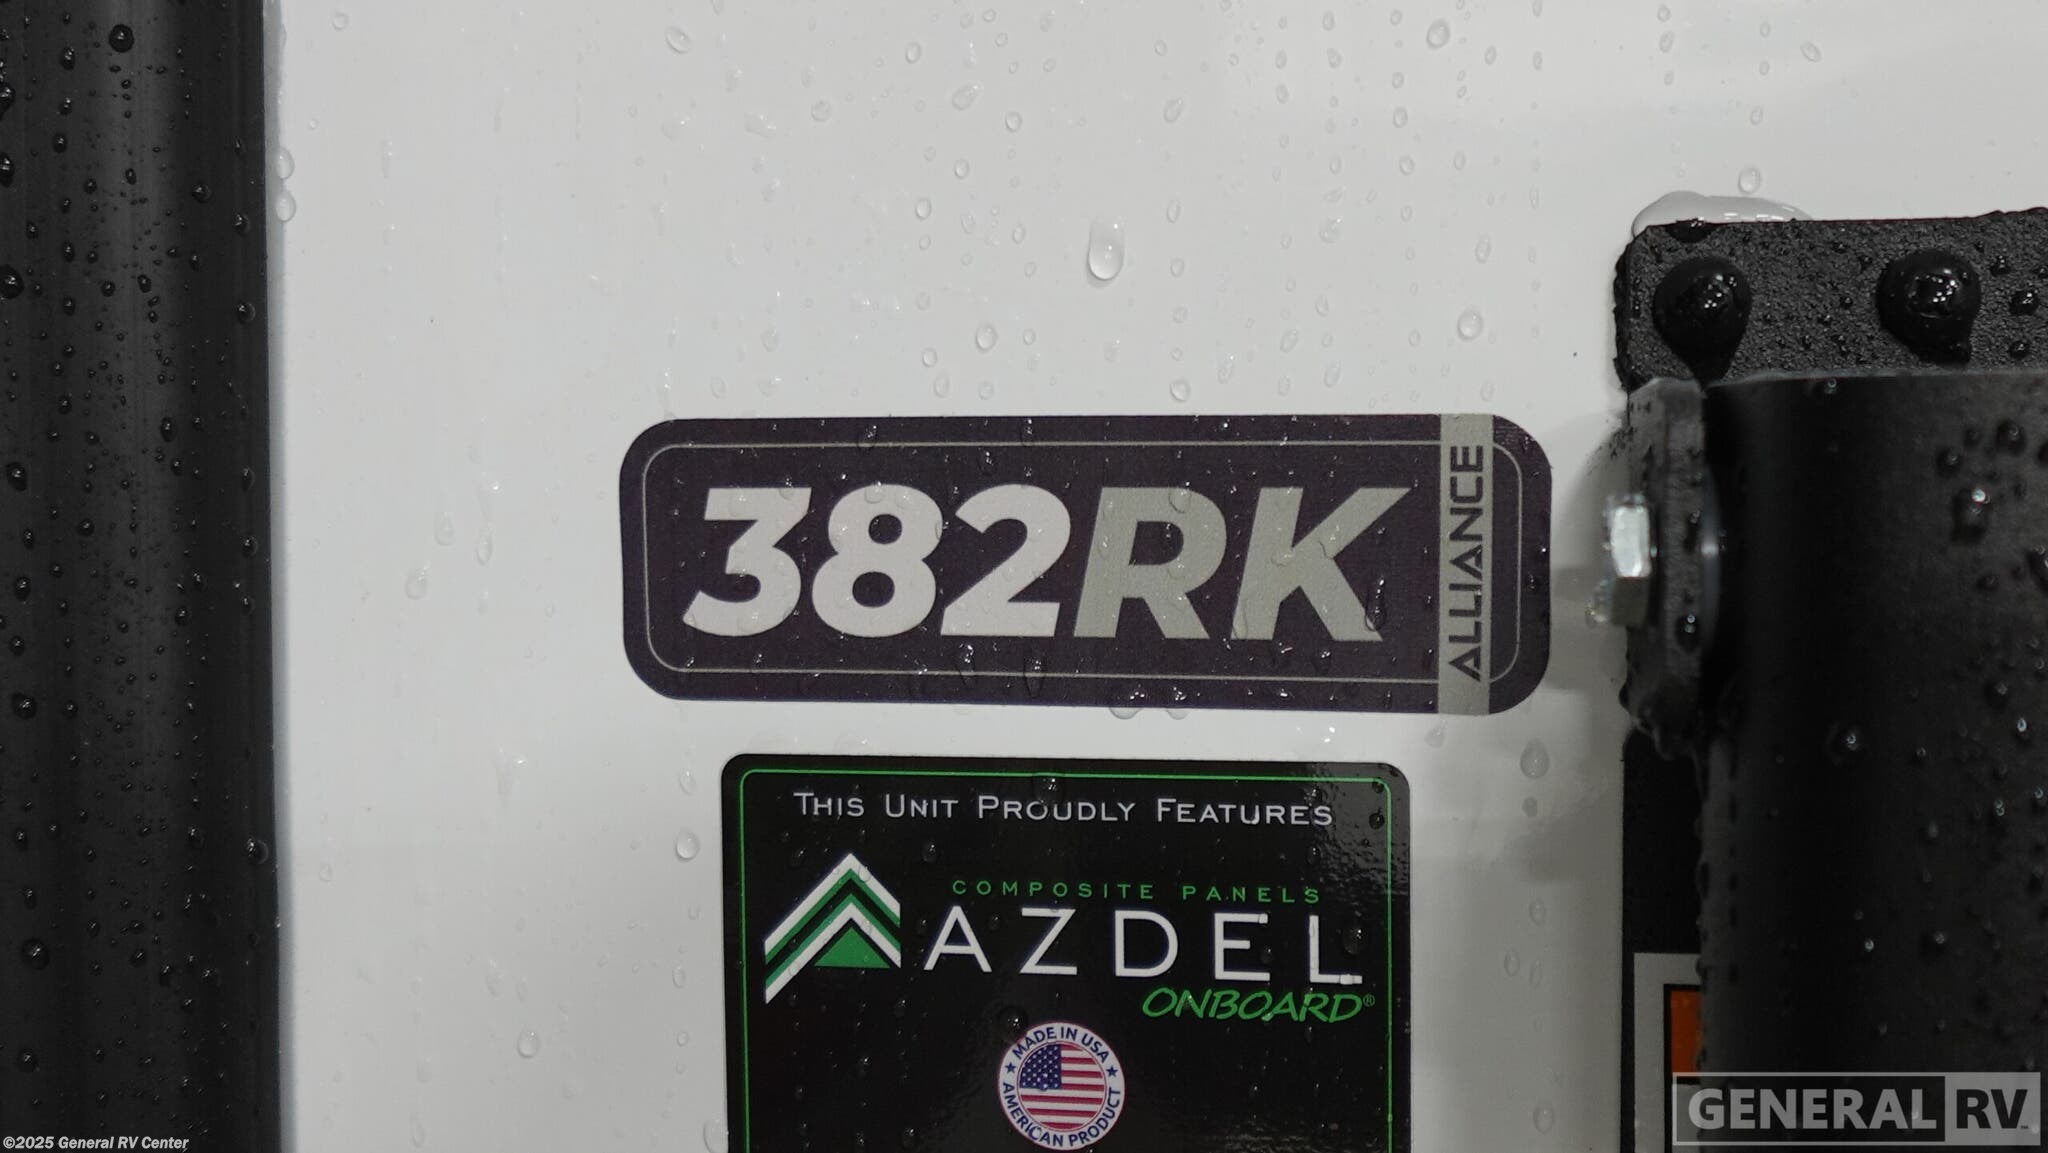 382RK
ALLIANCE
THIS UNIT PROUDLY FEATURES
COMPOSITE PANELS
AZDEL
ONBOARD®
MADE IN USA
AMERICAN PRODUCT
GENERAL RV
©2025 General RV Center